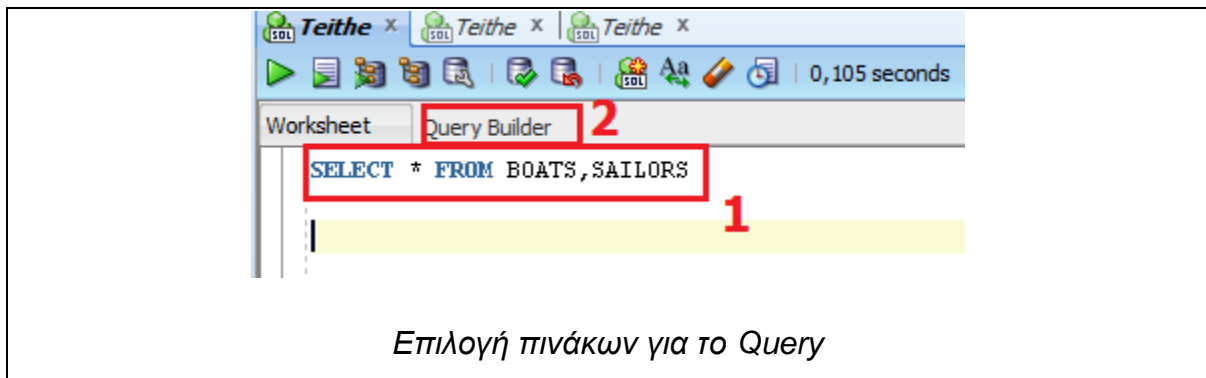 Teithe x Teithe x Teithe x
0,105 seconds
Worksheet Query Builder 2
SELECT * FROM BOATS,SAILORS
1
Επιλογή πινάκων για το Query